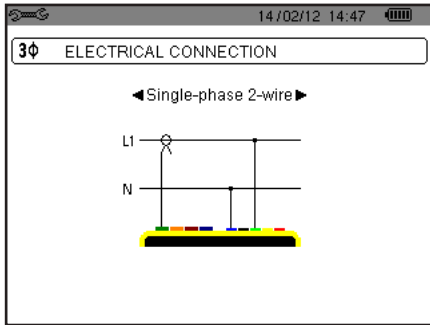 14/02/12 14:47
3ϕ ELECTRICAL CONNECTION
◄Single-phase 2-wire►
L1
N